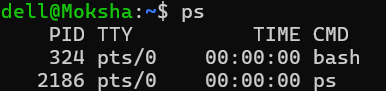 dell@Moksha:~$ ps
    PID TTY          TIME CMD
    324 pts/0    00:00:00 bash
   2186 pts/0    00:00:00 ps